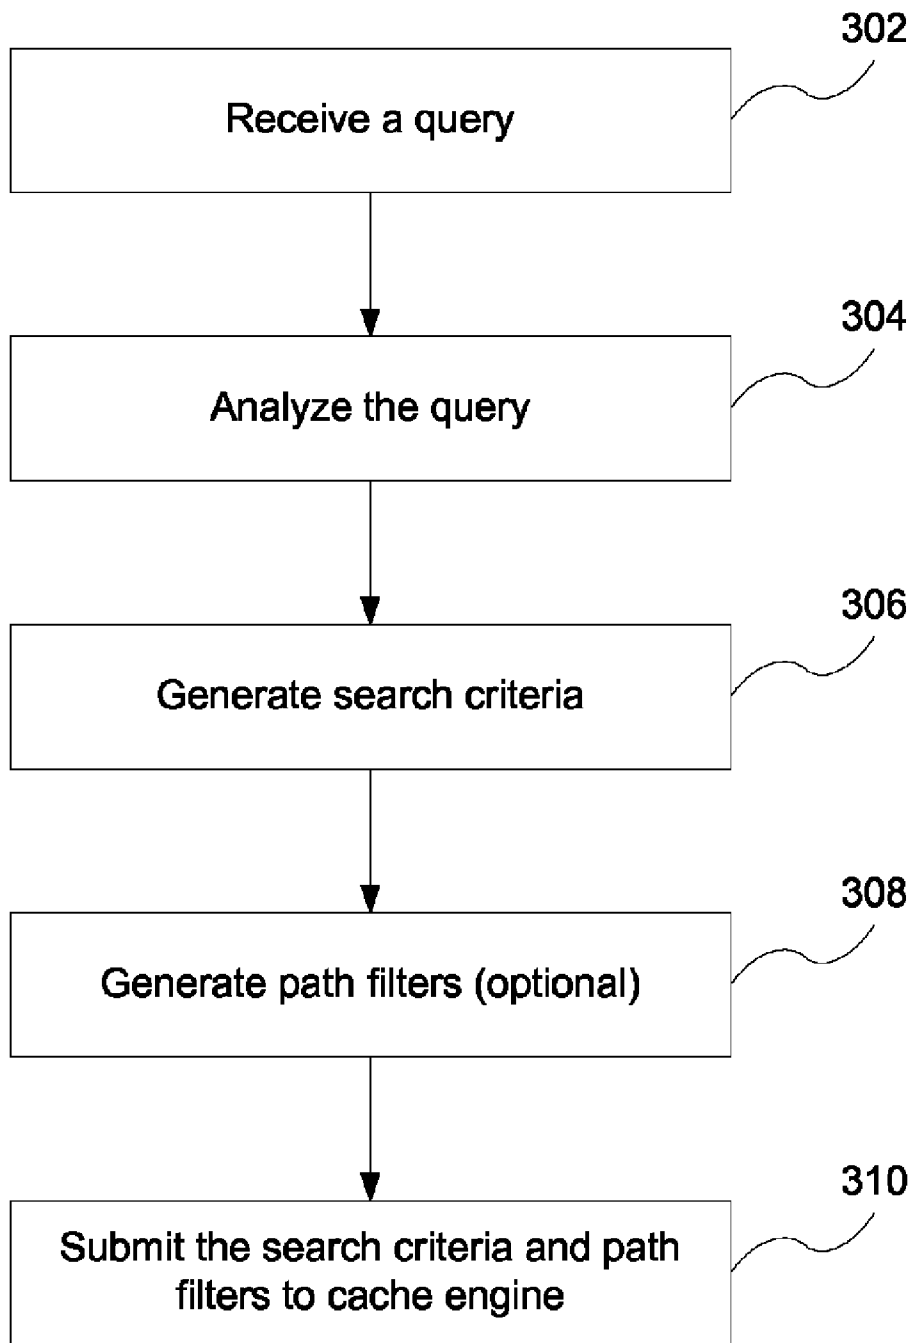 302
Receive a query
304
Analyze the query
306
Generate search criteria
308
Generate path filters (optional)
310
Submit the search criteria and path
filters to cache engine